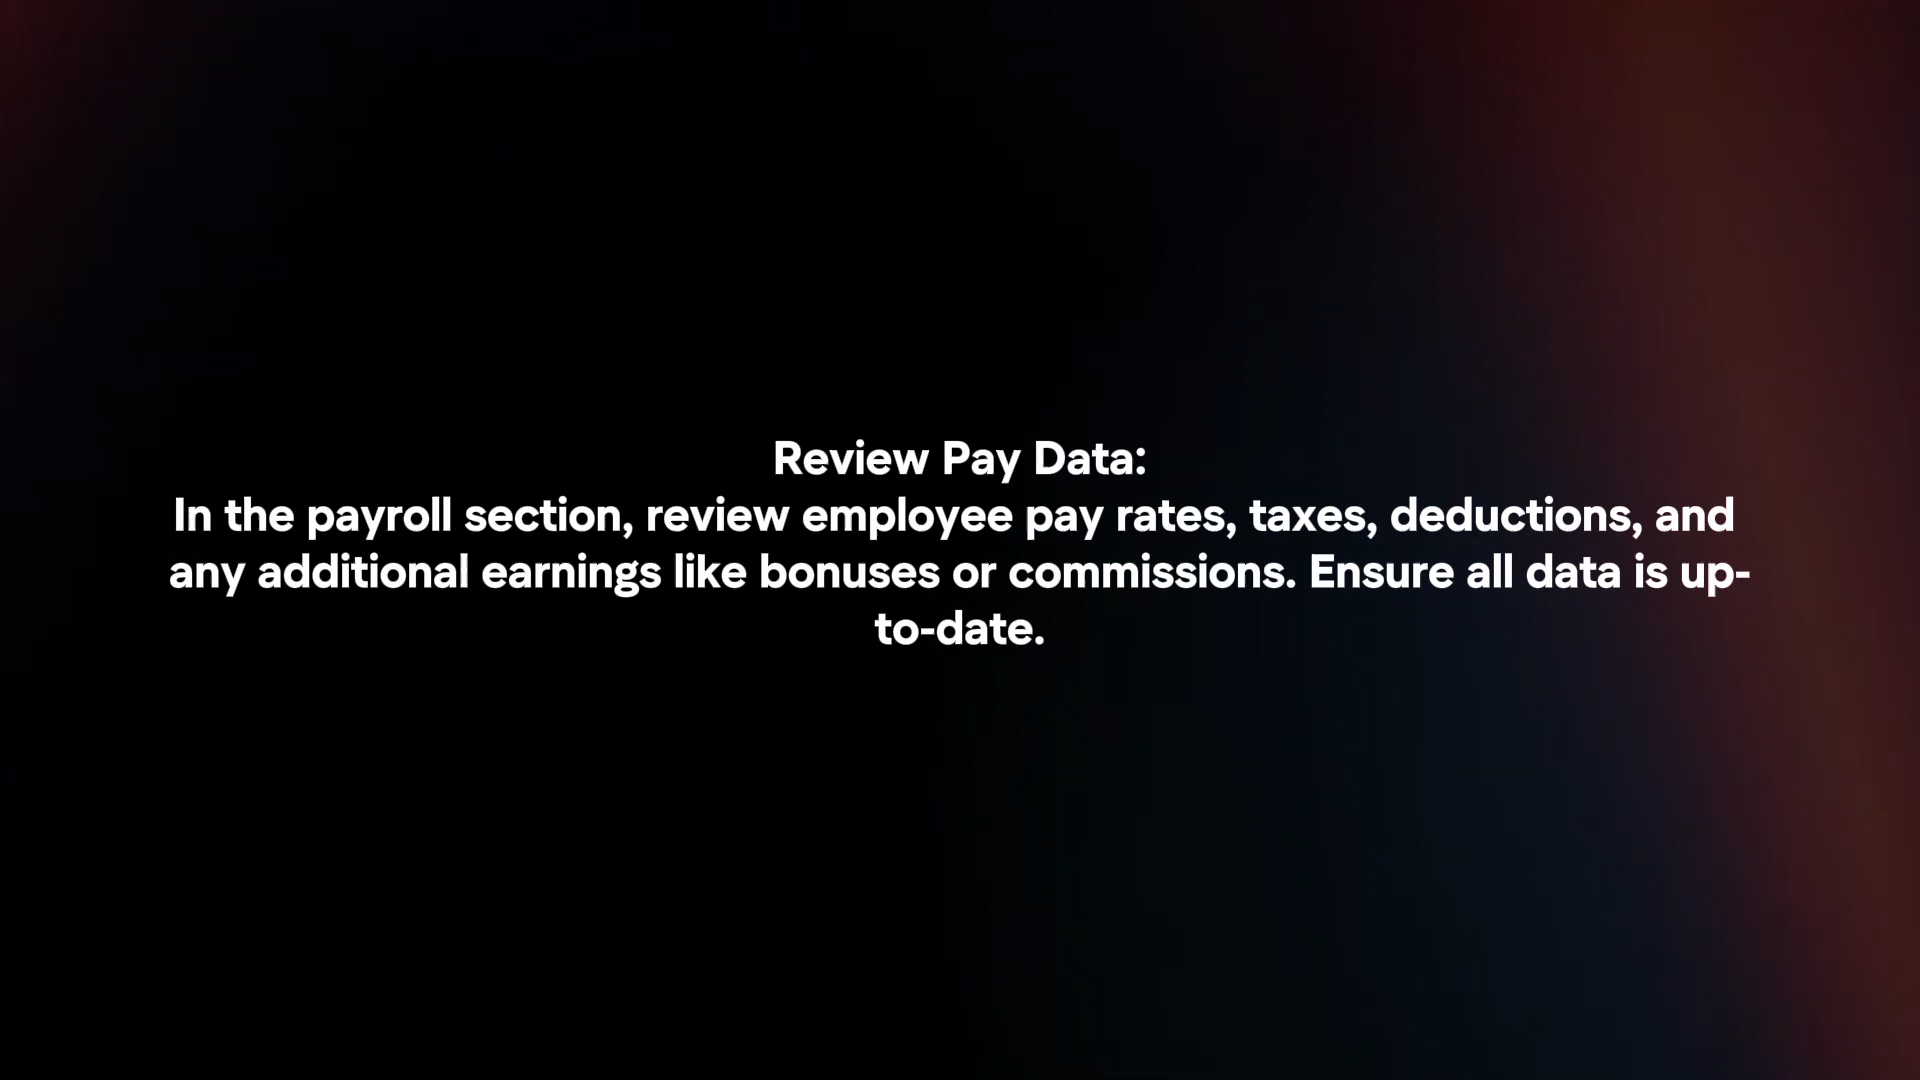 Review Pay Data:
In the payroll section, review employee pay rates, taxes, deductions, and
any additional earnings like bonuses or commissions. Ensure all data is up-
to-date.